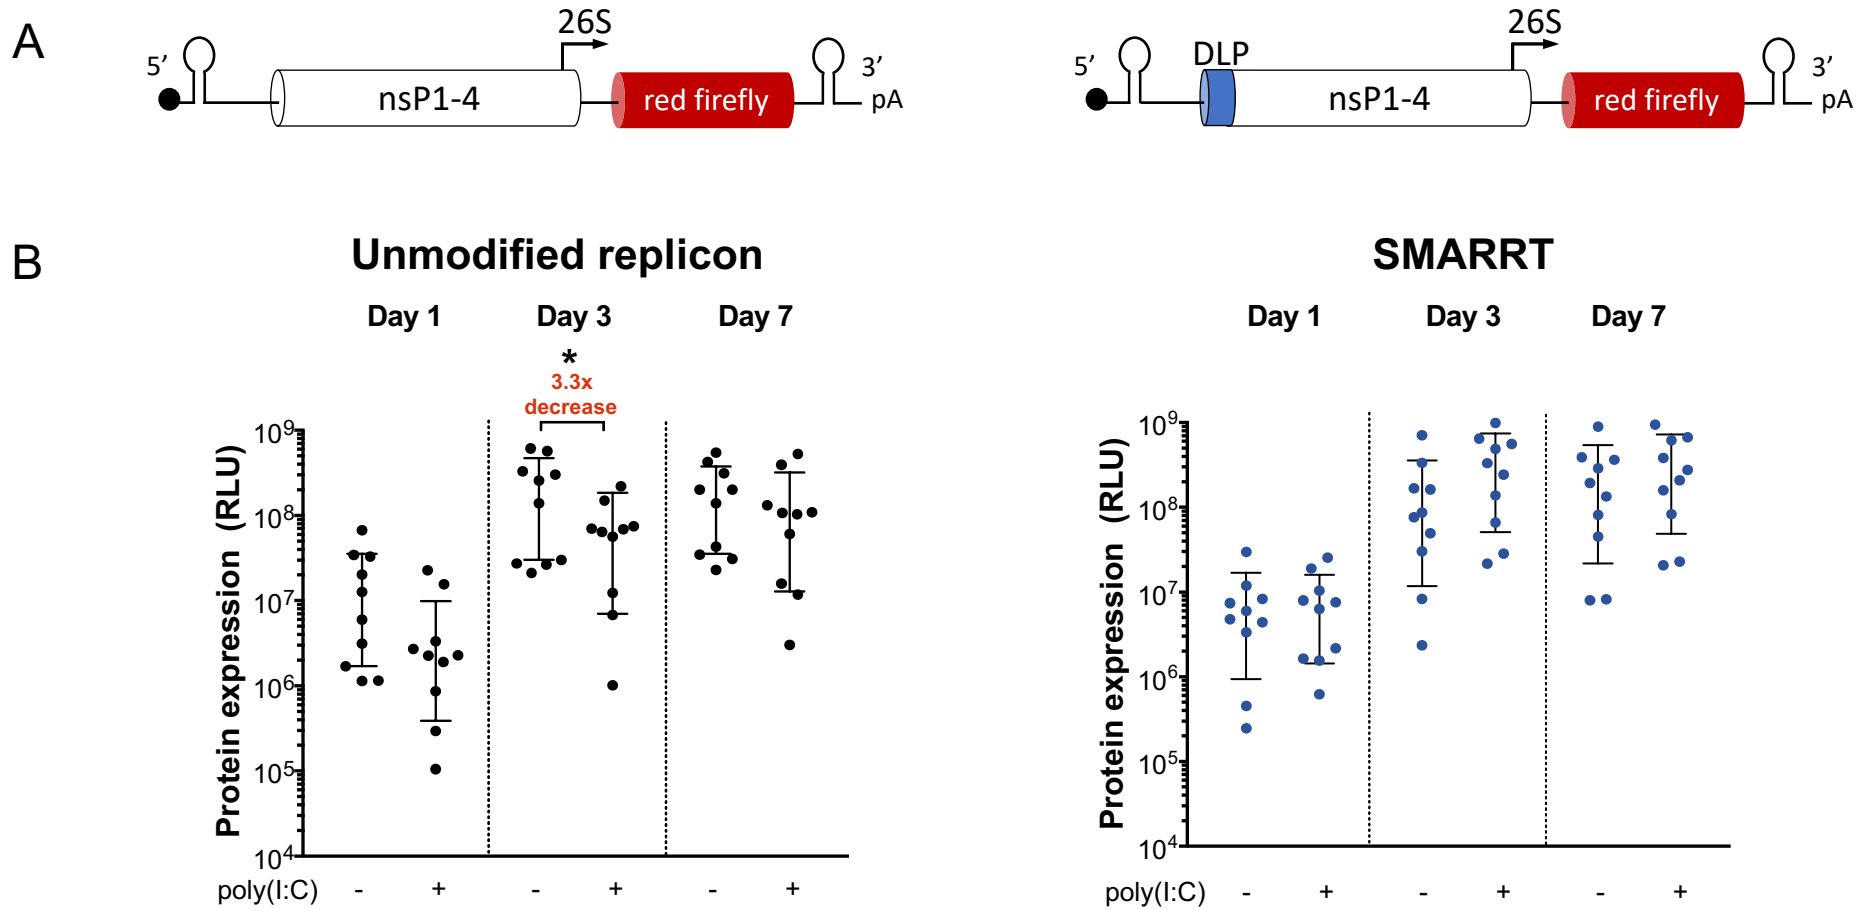 A
5’
26S
nsP1-4
red firefly
3’
pA
5’
DLP
26S
nsP1-4
red firefly
3’
pA
B
Unmodified replicon
Day 1
Day 3
Day 7
*
3.3x
decrease
Protein expression (RLU)
10⁹
10⁸
10⁷
10⁶
10⁵
10⁴
poly(I:C) - + - + - +
SMARRT
Day 1
Day 3
Day 7
Protein expression (RLU)
10⁹
10⁸
10⁷
10⁶
10⁵
10⁴
poly(I:C) - + - + - +